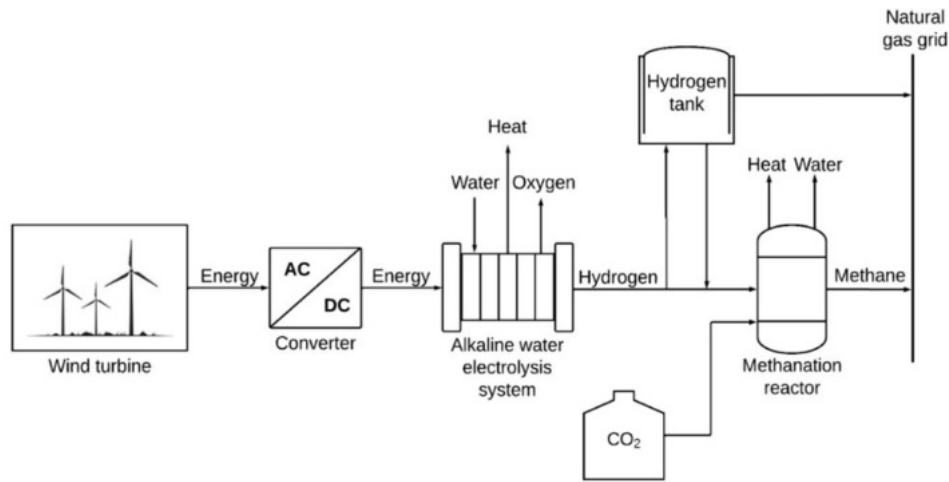 Natural
gas grid
Hydrogen
tank
Heat
Heat Water
Water
Oxygen
Energy
AC
DC
Energy
Hydrogen
Methane
Wind turbine
Converter
Alkaline water
electrolysis
system
Methanation
reactor
CO₂